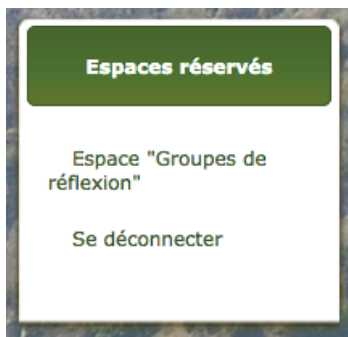 Espaces réservés
Espace "Groupes de
réflexion"
Se déconnecter